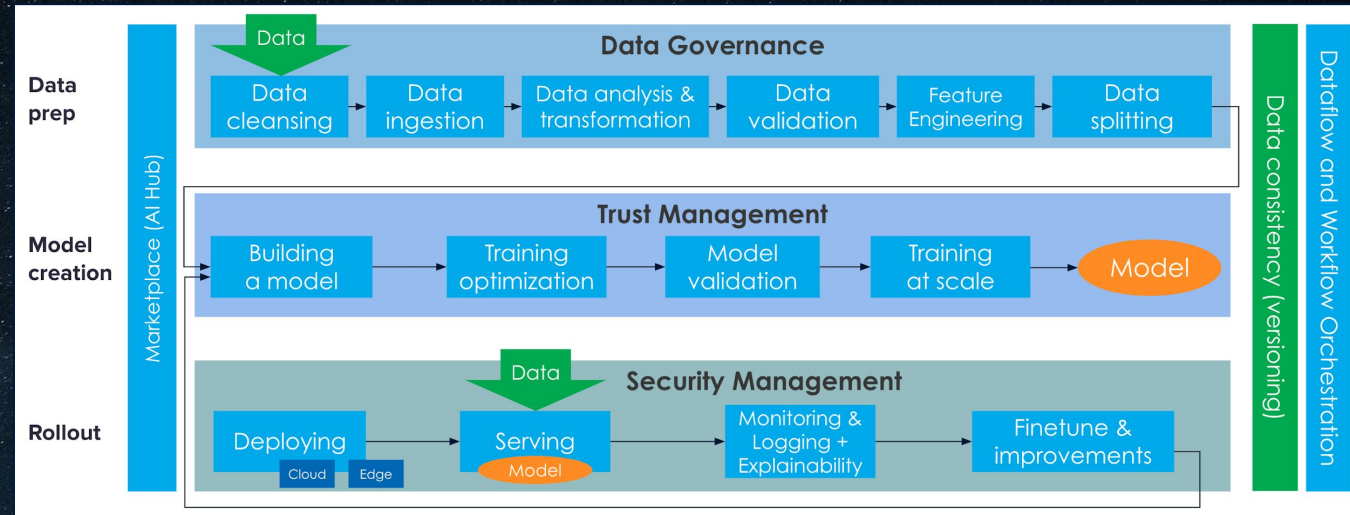 Data
prep
Marketplace (AI Hub)
Data
Data Governance
Data
cleansing
Data
ingestion
Data analysis &
transformation
Data
validation
Feature
Engineering
Data
splitting
Model
creation
Trust Management
Building
a model
Training
optimization
Model
validation
Training
at scale
Model
Rollout
Data
Security Management
Deploying
Cloud
Edge
Serving
Model
Monitoring &
Logging +
Explainability
Finetune &
improvements
Data consistency (versioning)
Dataflow and Workflow Orchestration